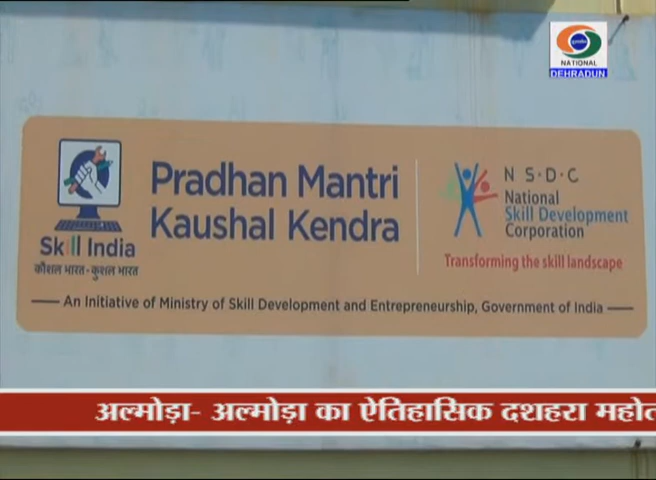 NATIONAL
DEHRADUN
Pradhan Mantri
Kaushal Kendra
Skill India
कौशल भारत - कुशल भारत
N·S·D·C
National
Skill Development
Corporation
Transforming the skill landscape
An Initiative of Ministry of Skill Development and Entrepreneurship, Government of India
अल्मोड़ा- अल्मोड़ा का ऐतिहासिक दशहरा महोत